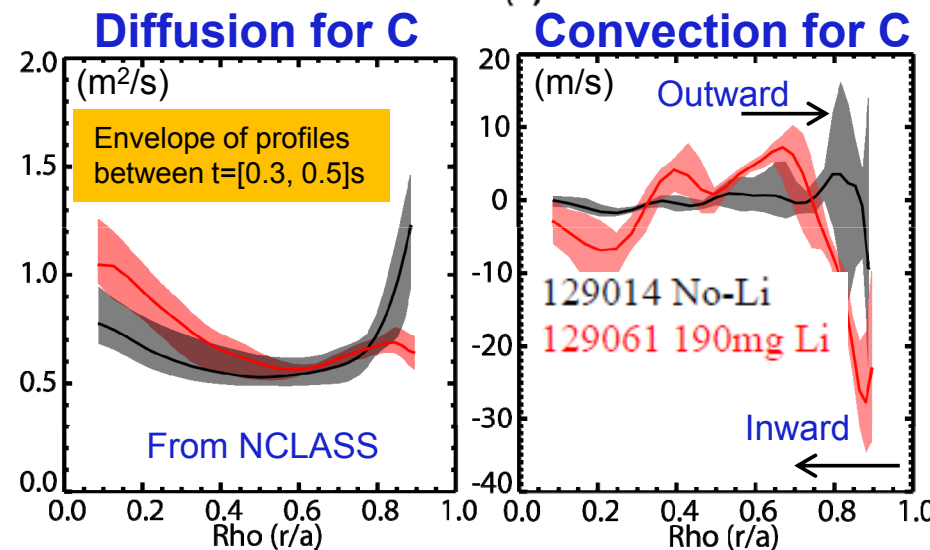 Diffusion for C
Convection for C
2.0
1.5
1.0
0.5
0.0
(m²/s)
Envelope of profiles
between t=[0.3, 0.5]s
From NCLASS
0.0 0.2 0.4 0.6 0.8 1.0
Rho (r/a)
20
10
0
-10
-20
-30
-40
(m/s)
Outward
129014 No-Li
129061 190mg Li
Inward
0.0 0.2 0.4 0.6 0.8 1.0
Rho (r/a)